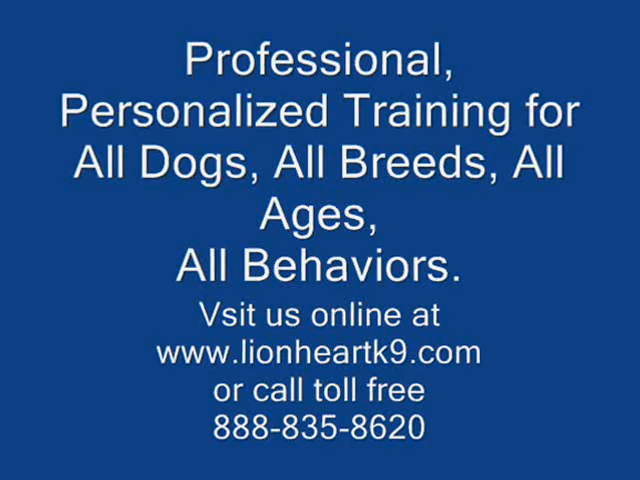 Professional,
Personalized Training for
All Dogs, All Breeds, All
Ages,
All Behaviors.
Vsit us online at
www.lionheartk9.com
or call toll free
888-835-8620